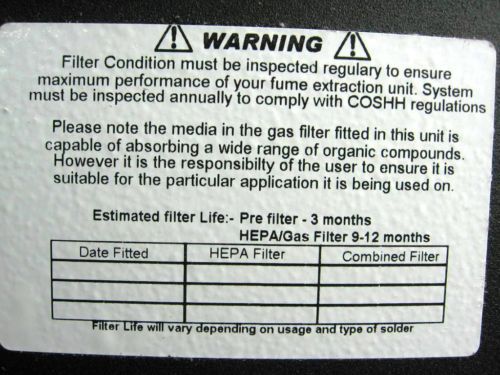 WARNING
Filter Condition must be inspected regulary to ensure
maximum performance of your fume extraction unit. System
must be inspected annually to comply with COSHH regulations
Please note the media in the gas filter fitted in this unit is
capable of absorbing a wide range of organic compounds.
However it is the responsibilty of the user to ensure it is
suitable for the particular application it is being used on.
Estimated filter Life:- Pre filter - 3 months
HEPA/Gas Filter 9-12 months
Date Fitted HEPA Filter Combined Filter
Filter Life will vary depending on usage and type of solder